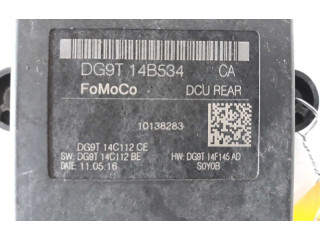 DG9T 14B534 CA
FoMoCo DCU REAR
10138283
DG9T 14C112 CE
SW: DG9T 14C112 BE HW: DG9T 14F145 AD
DATE: 11.05.16 SOYOB